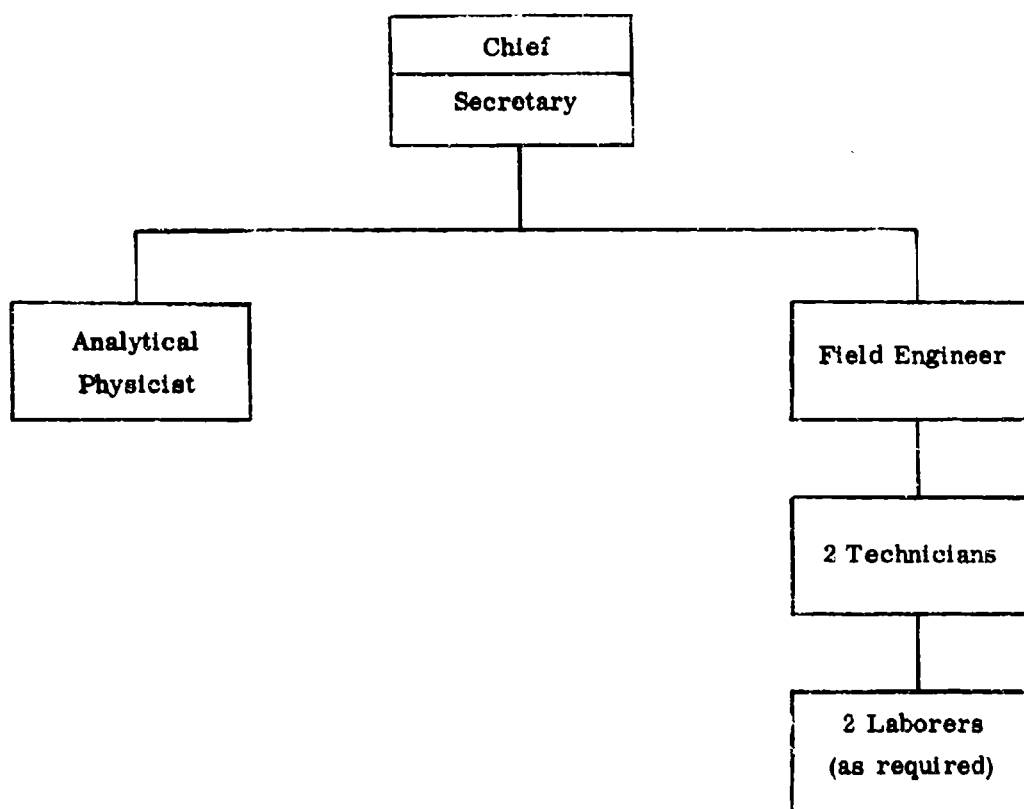 Chief
Secretary
Analytical
Physicist
Field Engineer
2 Technicians
2 Laborers
(as required)